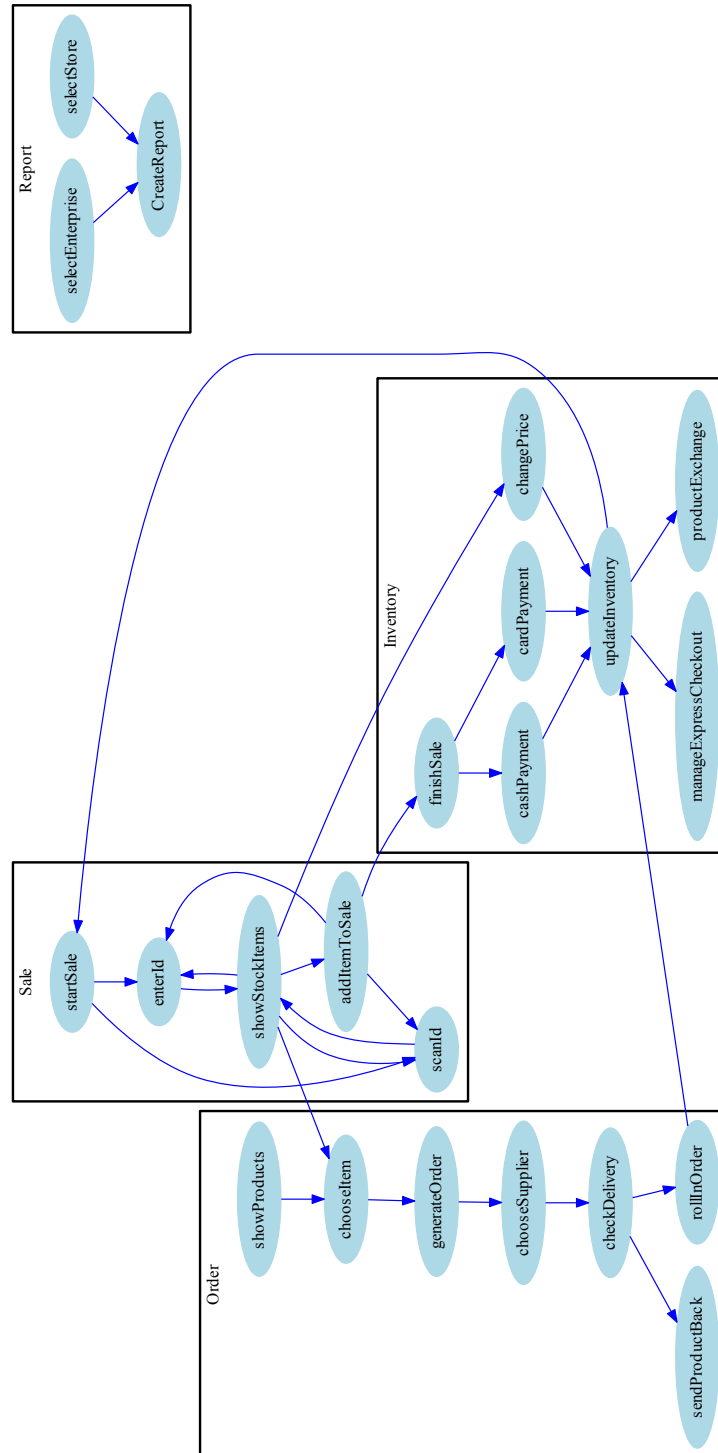 Order
showProducts
chooseItem
generateOrder
chooseSupplier
checkDelivery
sendProductBack
rollInOrder
Sale
startSale
enterId
showStockItems
addItemToSale
scanId
Inventory
finishSale
cashPayment
cardPayment
changePrice
updateInventory
manageExpressCheckout
productExchange
Report
selectEnterprise
selectStore
CreateReport